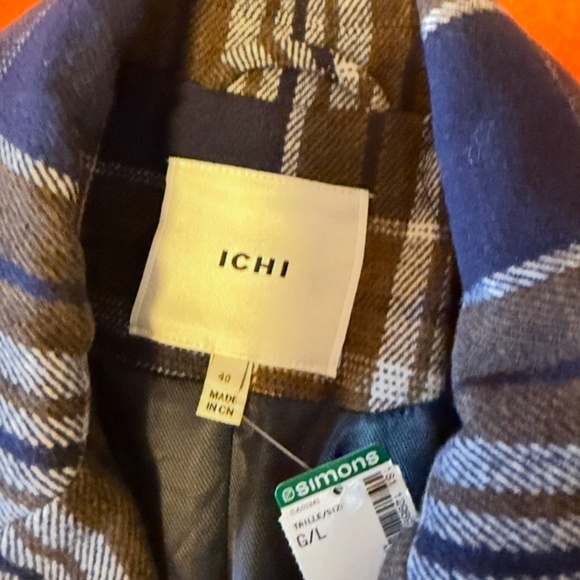 ICHI
40
MADE
IN CN
simons
TAILLE/SIZE
G/L